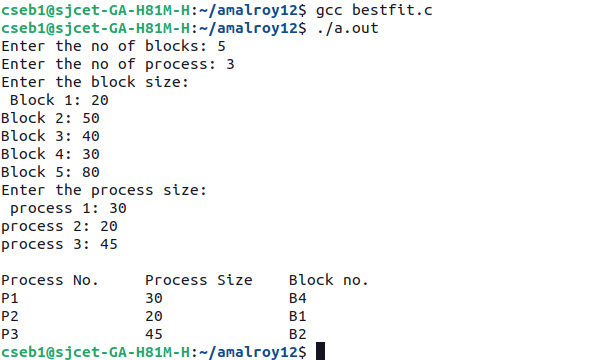 cseb1@sjcet-GA-H81M-H:~/amalroy12$ gcc bestfit.c
cseb1@sjcet-GA-H81M-H:~/amalroy12$ ./a.out
Enter the no of blocks: 5
Enter the no of process: 3
Enter the block size:
 Block 1: 20
Block 2: 50
Block 3: 40
Block 4: 30
Block 5: 80
Enter the process size:
 process 1: 30
process 2: 20
process 3: 45

Process No.     Process Size    Block no.
P1              30              B4
P2              20              B1
P3              45              B2
cseb1@sjcet-GA-H81M-H:~/amalroy12$